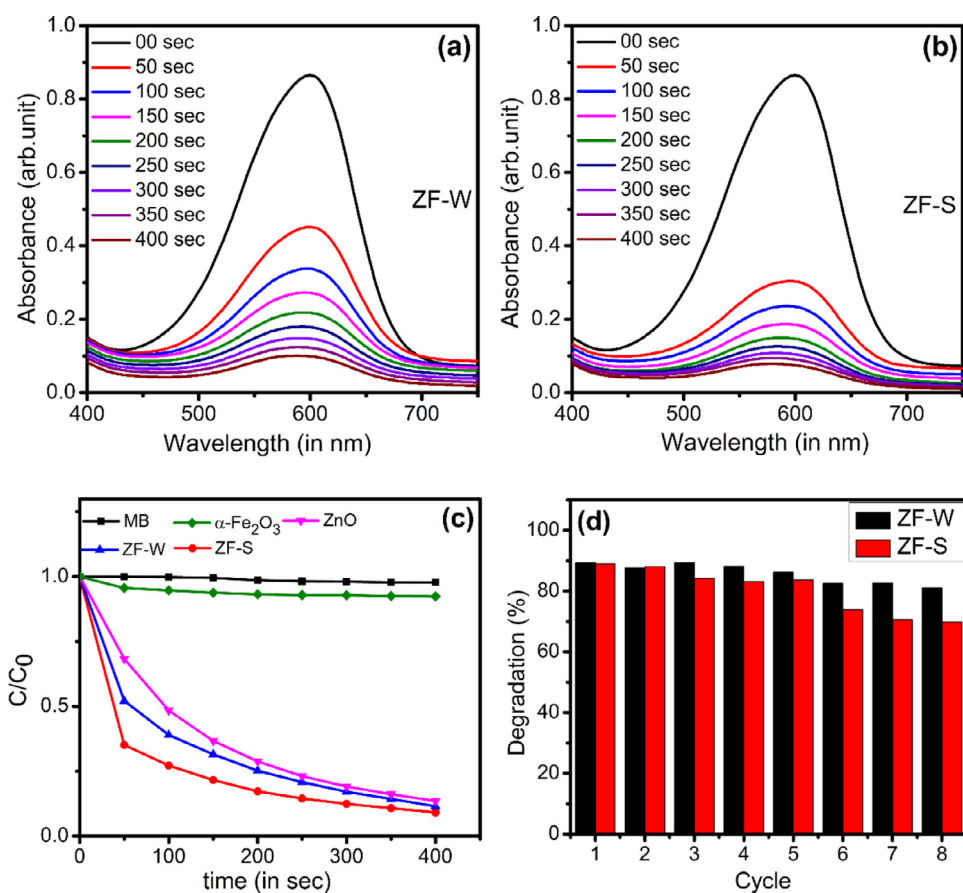 (a)
00 sec
50 sec
100 sec
150 sec
200 sec
250 sec
300 sec
350 sec
400 sec
ZF-W
Absorbance (arb.unit)
0.0
0.2
0.4
0.6
0.8
1.0
400
500
600
700
Wavelength (in nm)
(b)
00 sec
50 sec
100 sec
150 sec
200 sec
250 sec
300 sec
350 sec
400 sec
ZF-S
Absorbance (arb.unit)
0.0
0.2
0.4
0.6
0.8
1.0
400
500
600
700
Wavelength (in nm)
(c)
MB
α-Fe₂O₃
ZnO
ZF-W
ZF-S
C/C₀
0.0
0.5
1.0
0
100
200
300
400
time (in sec)
(d)
ZF-W
ZF-S
Degradation (%)
0
20
40
60
80
100
1
2
3
4
5
6
7
8
Cycle